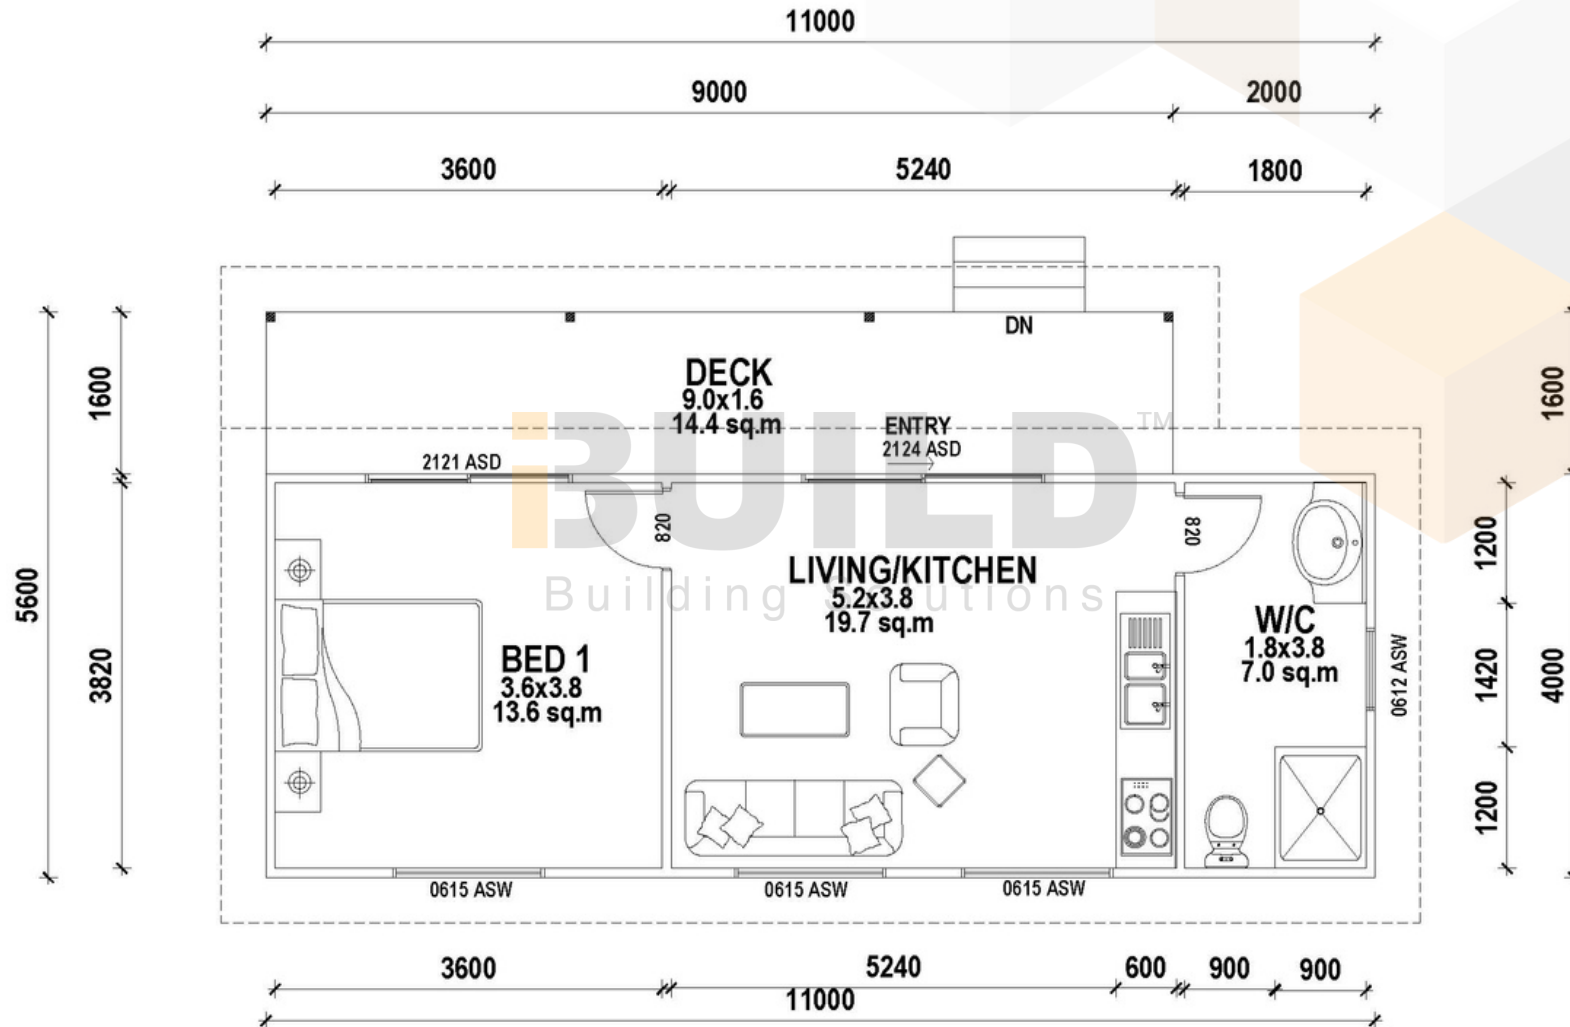 11000
9000
2000
3600
5240
1800
DN
DECK
9.0x1.6
14.4 sq.m
ENTRY
2124 ASD
2121 ASD
iBUILD™
Building Solutions
820
820
LIVING/KITCHEN
5.2x3.8
19.7 sq.m
W/C
1.8x3.8
7.0 sq.m
BED 1
3.6x3.8
13.6 sq.m
0612 ASW
0615 ASW
0615 ASW
0615 ASW
5600
1600
3820
1600
1200
1420
4000
1200
3600
5240
600
900
900
11000